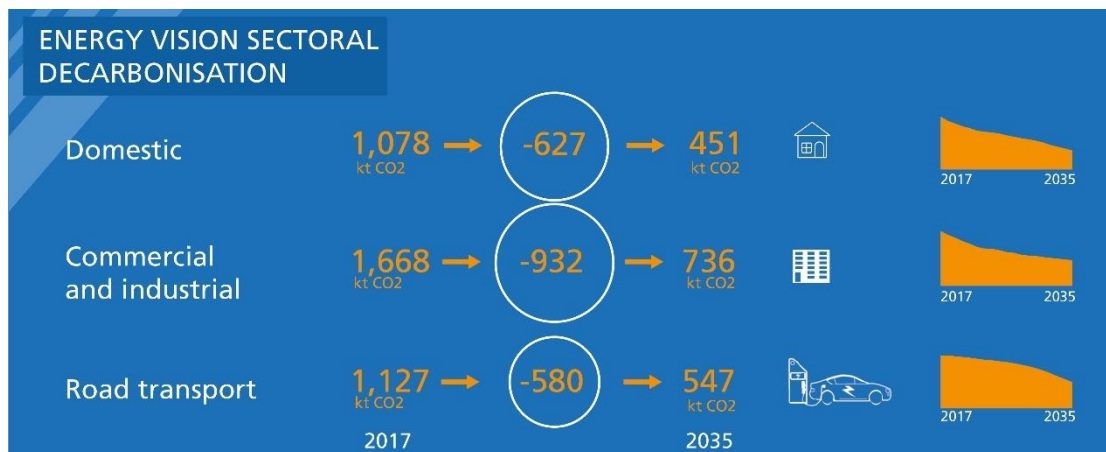 ENERGY VISION SECTORAL
DECARBONISATION
Domestic
1,078
kt CO2
-627
451
kt CO2
2017
2035
Commercial
and industrial
1,668
kt CO2
-932
736
kt CO2
2017
2035
Road transport
1,127
kt CO2
-580
547
kt CO2
2017
2035
2017
2035